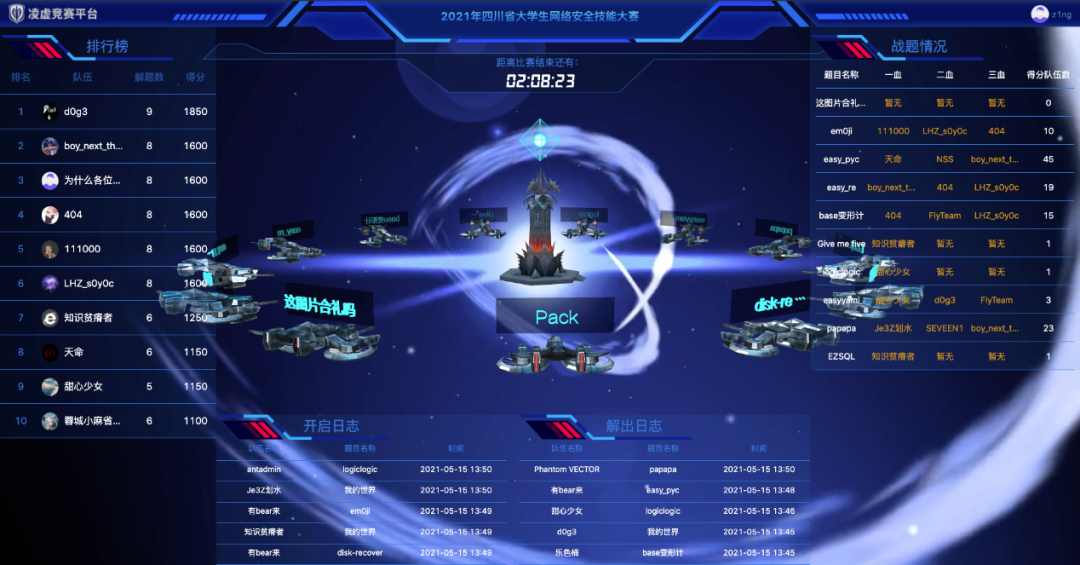 凌虚竞赛平台
2021年四川省大学生网络安全技能大赛
z1ng
距离比赛结束还有:
02:08:23
排行榜
排名 队伍 解题数 得分
1 d0g3 9 1850
2 boy_next_th... 8 1600
3 为什么各位... 8 1600
4 404 8 1600
5 111000 8 1600
6 LHZ_s0y0c 8 1600
7 知识贫瘠者 6 1250
8 天命 6 1150
9 甜心少女 5 1150
10 蓉城小麻省... 6 1100
这图片合礼吗
Pack
disk-re ...
战题情况
题目名称 一血 二血 三血 得分队伍数
这图片合礼... 暂无 暂无 暂无 0
em0ji 111000 LHZ_s0y0c 404 10
easy_pyc 天命 NSS boy_next_t... 45
easy_re boy_next_t... 404 LHZ_s0y0c 19
base变形计 404 FlyTeam LHZ_s0y0c 15
Give me five 知识贫瘠者 暂无 暂无 1
logiclogic 甜心少女 暂无 暂无 1
easyyami 甜心少女 d0g3 FlyTeam 3
papapa Je3Z划水 SEVEEN1 boy_next_t... 23
EZSQL 知识贫瘠者 暂无 暂无 1
开启日志
队伍名称 题目名称 时间
antadmin logiclogic 2021-05-15 13:50
Je3Z划水 我的世界 2021-05-15 13:50
有bear来 em0ji 2021-05-15 13:49
知识贫瘠者 我的世界 2021-05-15 13:49
有bear来 disk-recover 2021-05-15 13:49
解出日志
队伍名称 题目名称 时间
Phantom VECTOR papapa 2021-05-15 13:50
有bear来 easy_pyc 2021-05-15 13:48
甜心少女 logiclogic 2021-05-15 13:46
d0g3 我的世界 2021-05-15 13:45
乐色桶 base变形计 2021-05-15 13:45